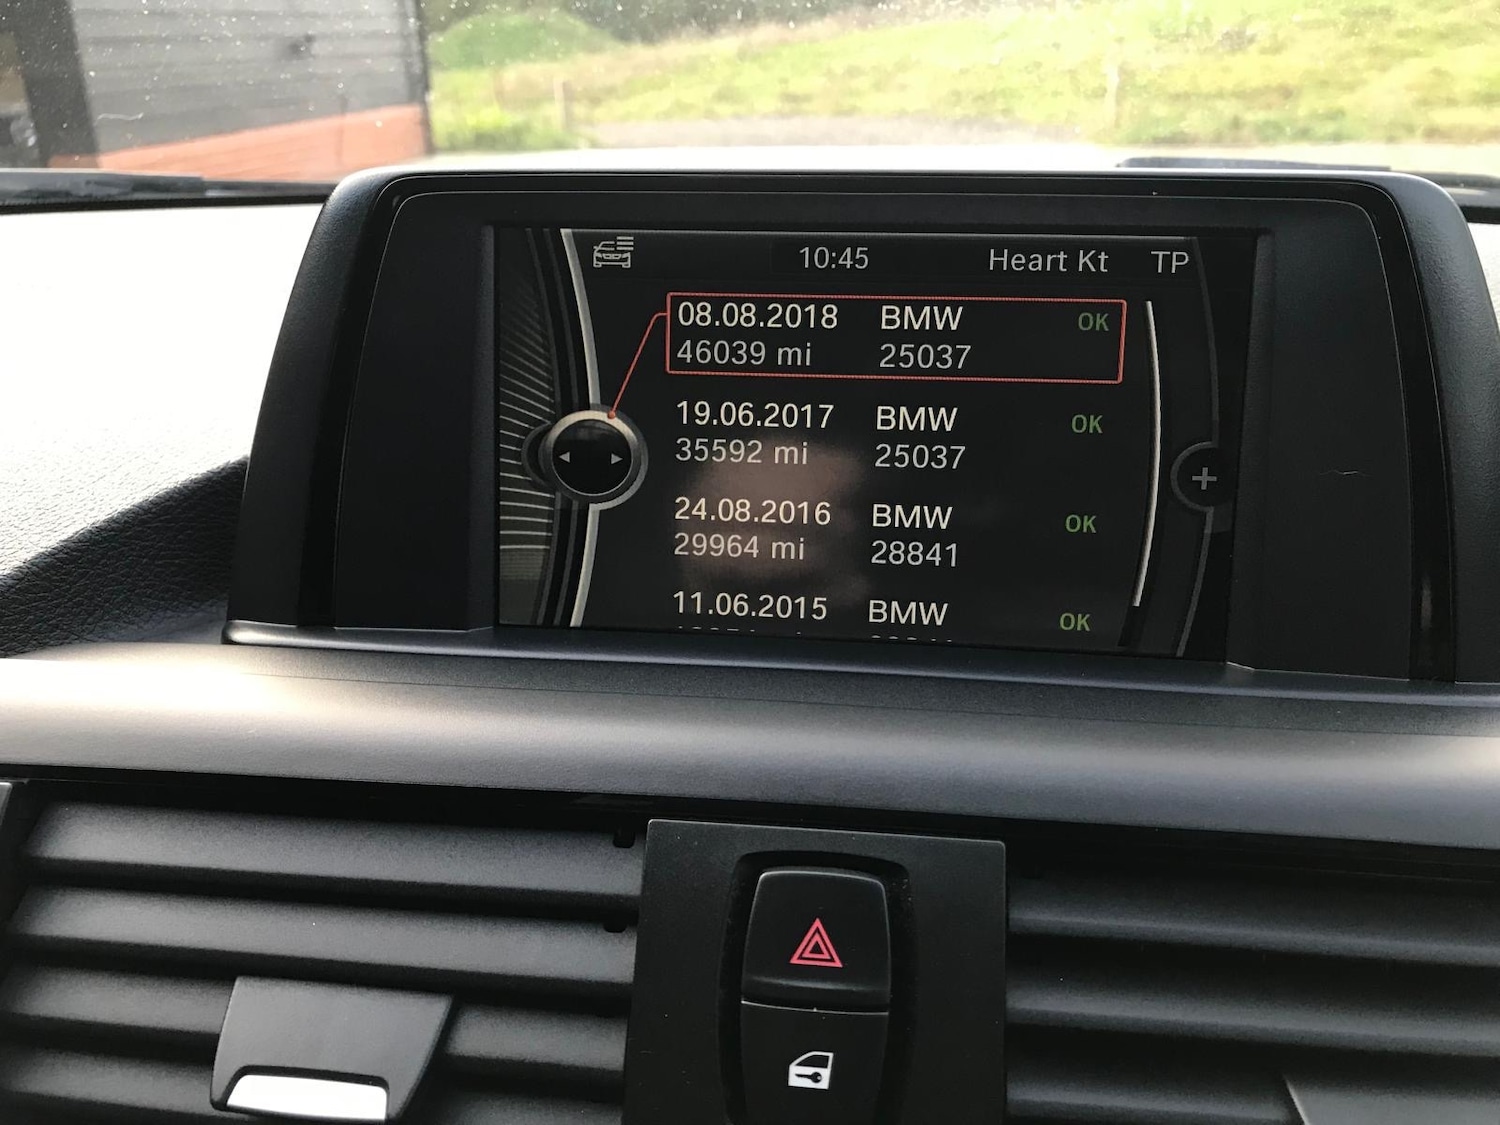 10:45 Heart Kt TP
08.08.2018 BMW OK
46039 mi 25037
19.06.2017 BMW OK
35592 mi 25037
24.08.2016 BMW OK
29964 mi 28841
11.06.2015 BMW OK